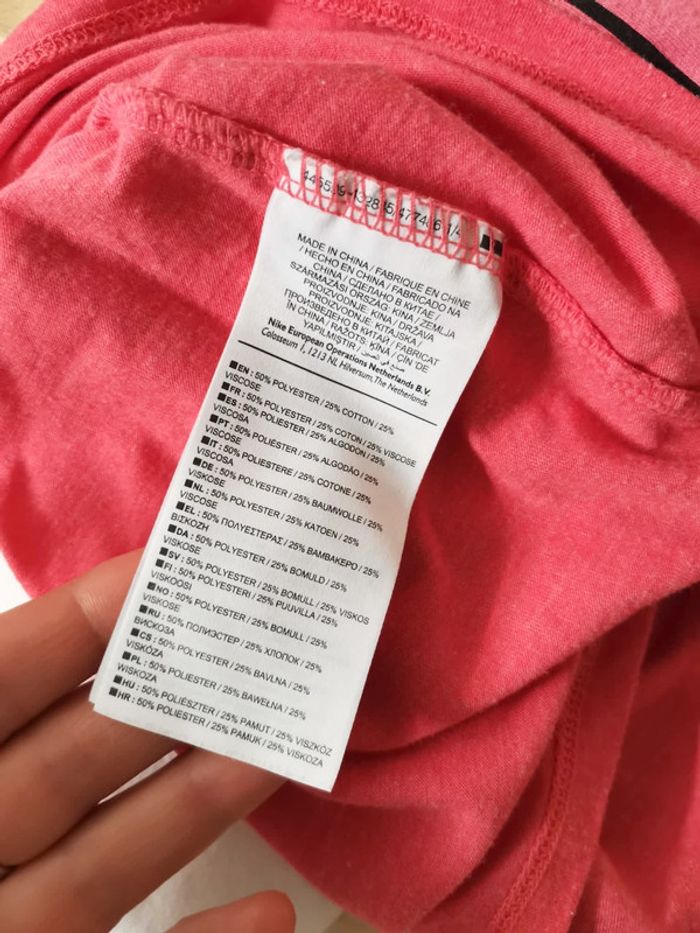 MADE IN CHINA / FABRIQUE EN CHINE
/ HECHO EN CHINA / FABRICADO NA
CHINA / СДЕЛАНО В КИТАЕ /
SZÁRMAZÁSI ORSZÁG: KÍNA / ZEMLJA
PROIZVODNJE: KINA / DRŽAVA
PROIZVODNJE: KITAJSKA /
ПРОИЗВЕДЕНО В КИТАЙ / FABRICAT
ÎN CHINA / RAŽOTS: ĶĪNA / ÇİN'DE
YAPILMIŞTIR / صنع في الصين
Nike European Operations Netherlands B.V.
Colosseum 1, 1213 NL Hilversum, The Netherlands
EN : 50% POLYESTER / 25% COTTON / 25%
VISCOSE
FR : 50% POLYESTER / 25% COTON / 25% VISCOSE
ES : 50% POLIÉSTER / 25% ALGODÓN / 25%
VISCOSA
PT : 50% POLIÉSTER / 25% ALGODÃO / 25%
VISCOSE
IT : 50% POLIESTERE / 25% COTONE / 25%
VISCOSA
DE : 50% POLYESTER / 25% BAUMWOLLE / 25%
VISKOSE
NL : 50% POLYESTER / 25% KATOEN / 25%
VISCOSE
EL : 50% ΠΟΛΥΕΣΤΕΡΑΣ / 25% ΒΑΜΒΑΚΕΡΟ / 25%
ΒΙΣΚΟΖΗ
DA : 50% POLYESTER / 25% BOMULD / 25%
VISKOSE
SV : 50% POLYESTER / 25% BOMULL / 25% VISKOS
FI : 50% POLYESTERI / 25% PUUVILLA / 25%
VISKOOSI
NO : 50% POLYESTER / 25% BOMULL / 25%
VISKOSE
RU : 50% ПОЛИЭСТЕР / 25% ХЛОПОК / 25%
ВИСКОЗА
CS : 50% POLYESTER / 25% BAVLNA / 25%
VISKÓZA
PL : 50% POLIESTER / 25% BAWEŁNA / 25%
WISKOZA
HU : 50% POLIÉSZTER / 25% PAMUT / 25% VISZKÓZ
HR : 50% POLIESTER / 25% PAMUK / 25% VISKOZA